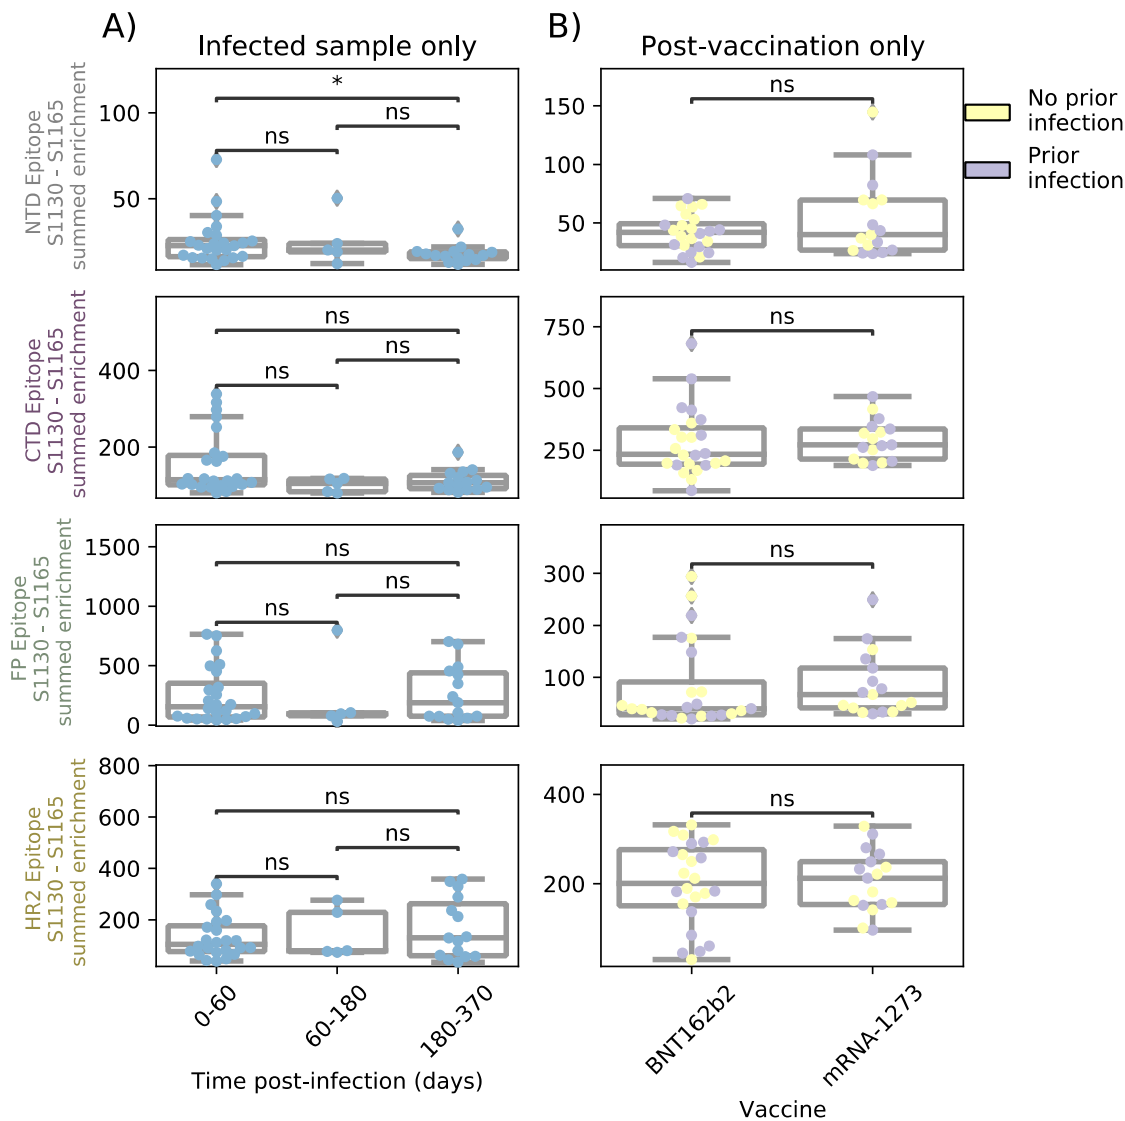 A)
Infected sample only
B)
Post-vaccination only
No prior
infection
Prior
infection
NTD Epitope
S1130 - S1165
summed enrichment
100
50
*
ns
ns
150
100
50
ns
CTD Epitope
S1130 - S1165
summed enrichment
400
200
ns
ns
ns
750
500
250
ns
FP Epitope
S1130 - S1165
summed enrichment
1500
1000
500
0
ns
ns
ns
300
200
100
ns
HR2 Epitope
S1130 - S1165
summed enrichment
800
600
400
200
ns
ns
ns
400
200
ns
0-60
60-180
180-370
Time post-infection (days)
BNT162b2
mRNA-1273
Vaccine